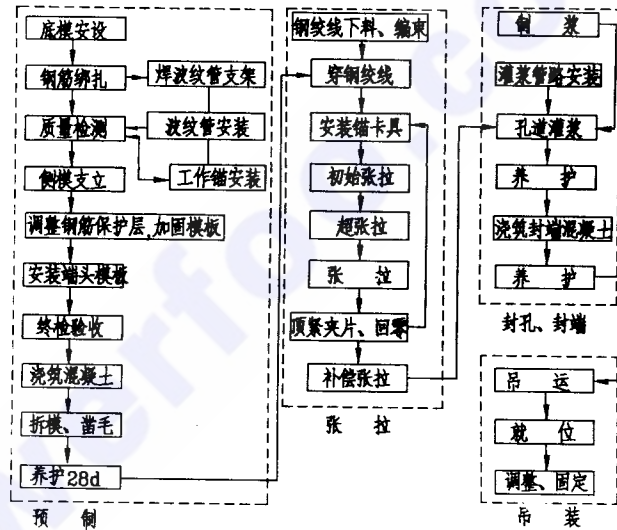 底模安设
钢筋绑扎
焊波纹管支架
质量检测
波纹管安装
侧模支立
工作锚安装
调整钢筋保护层,加固模板
安装端头模板
终检验收
浇筑混凝土
拆模、凿毛
养护28d
预 制
钢绞线下料、编束
穿钢绞线
安装锚卡具
初始张拉
超张拉
张 拉
顶紧夹片、回零
补偿张拉
张 拉
制 浆
灌浆管路安装
孔道灌浆
养 护
浇筑封端混凝土
养 护
封孔、封端
吊 运
就 位
调整、固定
吊 装